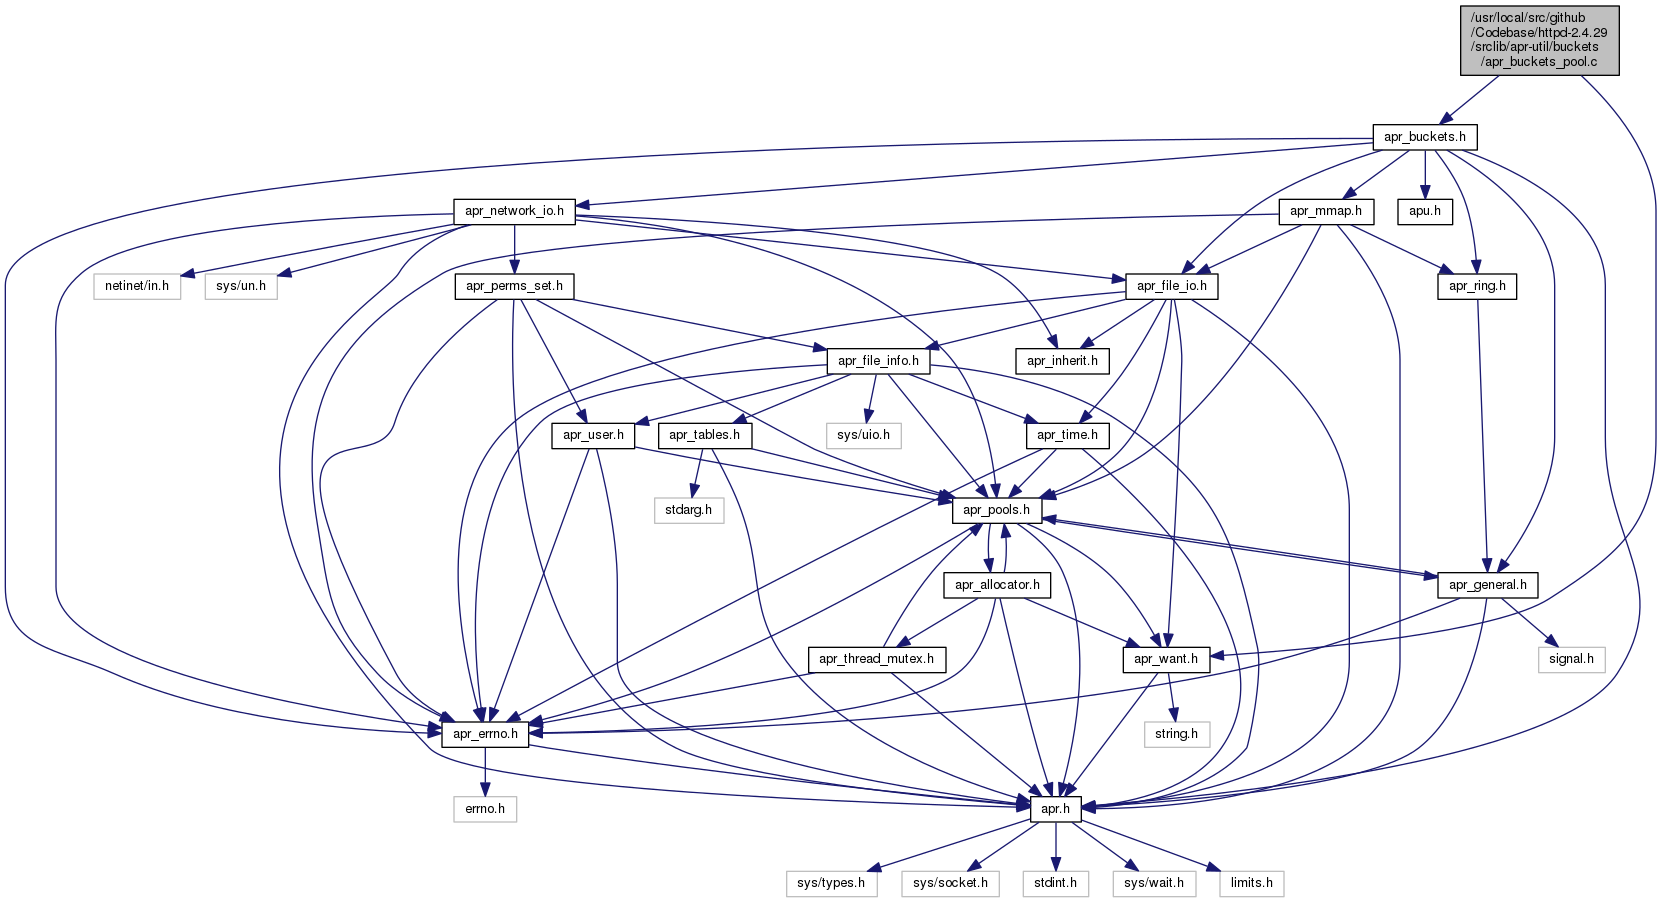 /usr/local/src/github
/Codebase/httpd-2.4.29
/srclib/apr-util/buckets
/apr_buckets_pool.c
apr_buckets.h
apr_network_io.h
apr_mmap.h
apu.h
netinet/in.h
sys/un.h
apr_perms_set.h
apr_file_io.h
apr_ring.h
apr_file_info.h
apr_inherit.h
apr_user.h
apr_tables.h
sys/uio.h
apr_time.h
stdarg.h
apr_pools.h
apr_allocator.h
apr_general.h
apr_thread_mutex.h
apr_want.h
signal.h
apr_errno.h
string.h
errno.h
apr.h
sys/types.h
sys/socket.h
stdint.h
sys/wait.h
limits.h